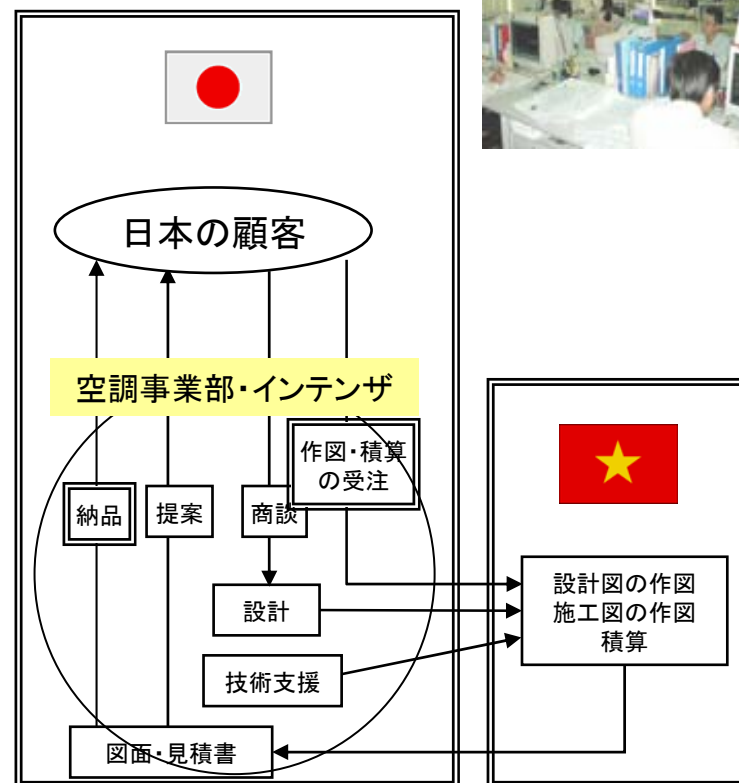 日本の顧客
空調事業部・インテンザ
作図・積算
の受注
納品
提案
商談
設計
設計図の作図
施工図の作図
積算
技術支援
図面・見積書